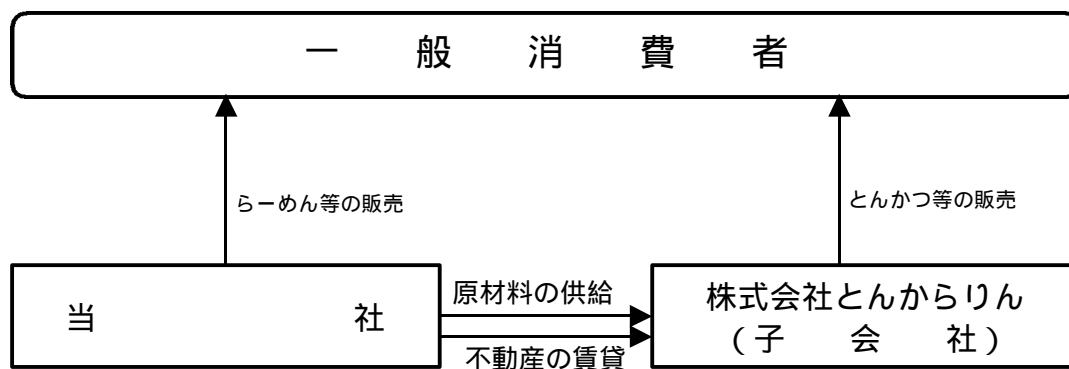 一般消費者
らーめん等の販売
とんかつ等の販売
当社
原材料の供給
不動産の賃貸
株式会社とんからりん
(子会社)